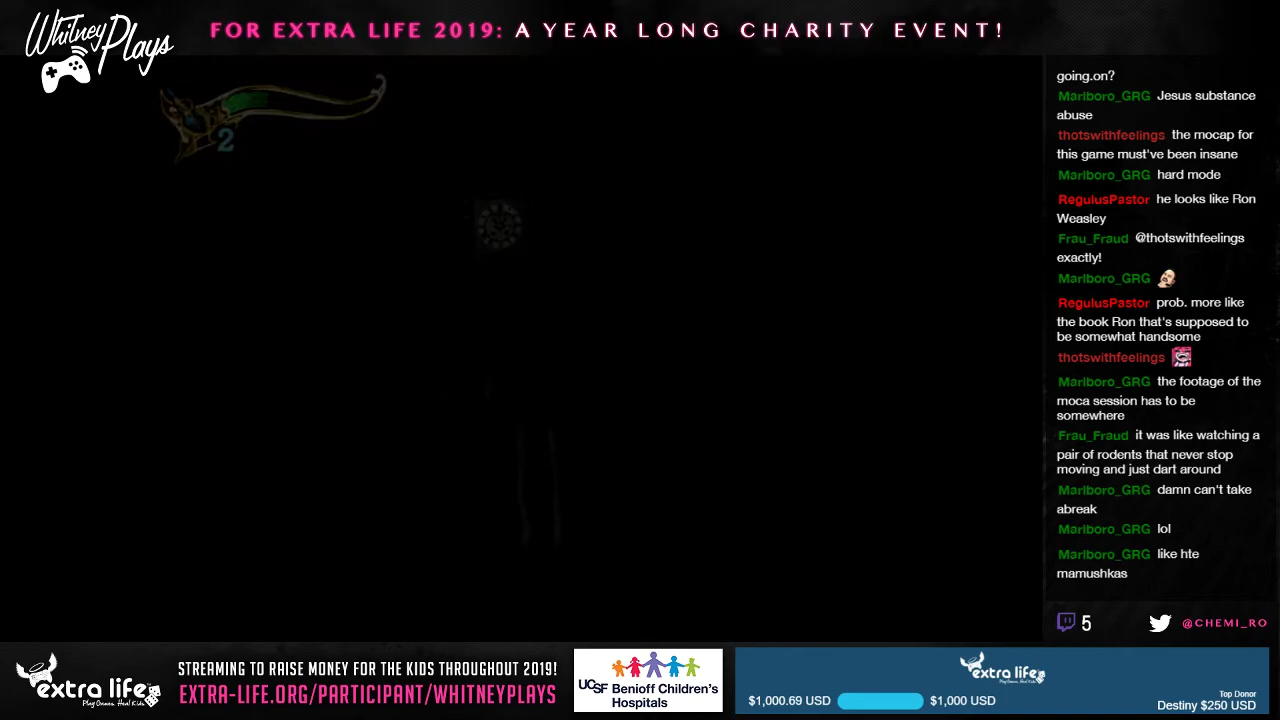 Whitney Plays
FOR EXTRA LIFE 2019: A YEAR LONG CHARITY EVENT!
2
going.on?
Marlboro_GRG Jesus substance
abuse
thotswithfeelings the mocap for
this game must've been insane
Marlboro_GRG hard mode
RegulusPastor he looks like Ron
Weasley
Frau_Fraud @thotswithfeelings
exactly!
Marlboro_GRG
RegulusPastor prob. more like
the book Ron that's supposed to
be somewhat handsome
thotswithfeelings
Marlboro_GRG the footage of the
moca session has to be
somewhere
Frau_Fraud it was like watching a
pair of rodents that never stop
moving and just dart around
Marlboro_GRG damn can't take
abreak
Marlboro_GRG lol
Marlboro_GRG like hte
mamushkas
5
@CHEMI_RO
extra life
Play Games. Heal Kids.
STREAMING TO RAISE MONEY FOR THE KIDS THROUGHOUT 2019!
EXTRA-LIFE.ORG/PARTICIPANT/WHITNEYPLAYS
UCSF Benioff Children's
Hospitals
extra life
$1,000.69 USD
$1,000 USD
Top Donor
Destiny $250 USD